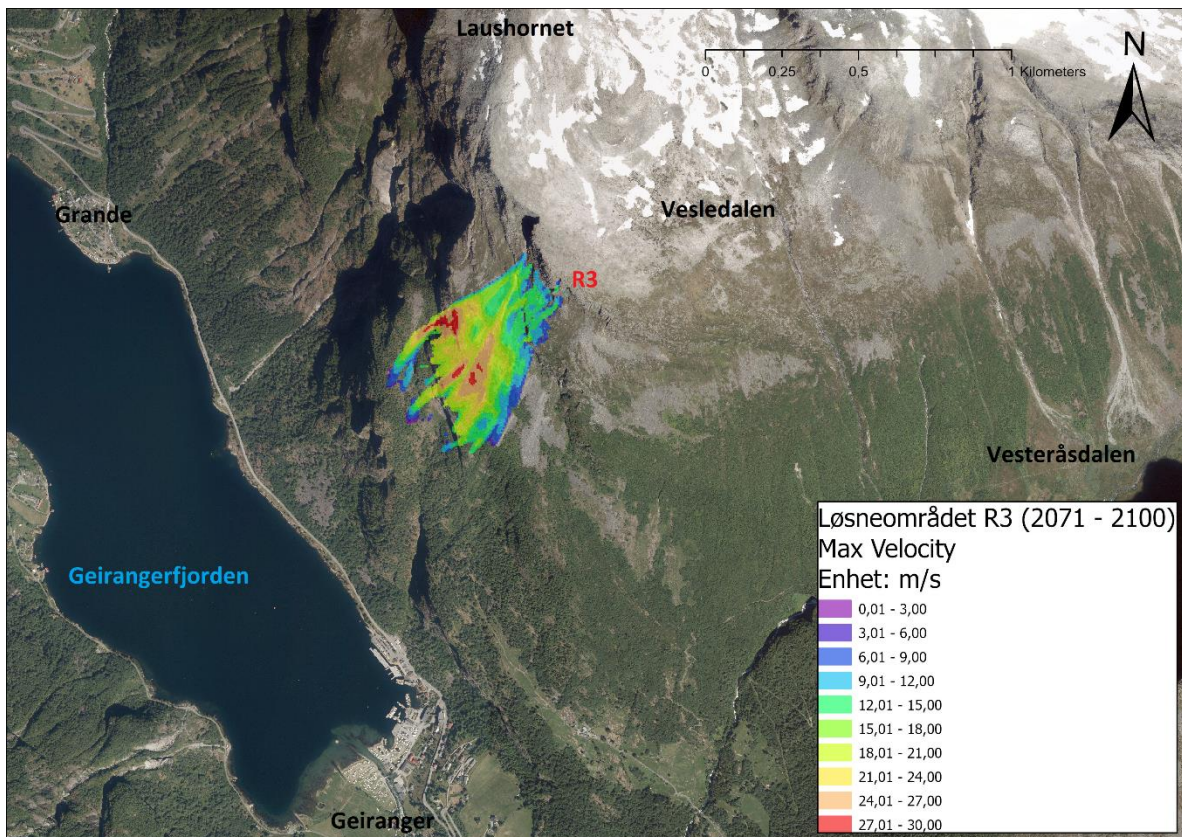 Laushornet
N
0 0,25 0,5 1 Kilometers
Grande
Vesledalen
R3
Vesteråsdalen
Geirangerfjorden
Geiranger
Løsneområdet R3 (2071 - 2100)
Max Velocity
Enhet: m/s
0,01 - 3,00
3,01 - 6,00
6,01 - 9,00
9,01 - 12,00
12,01 - 15,00
15,01 - 18,00
18,01 - 21,00
21,01 - 24,00
24,01 - 27,00
27,01 - 30,00